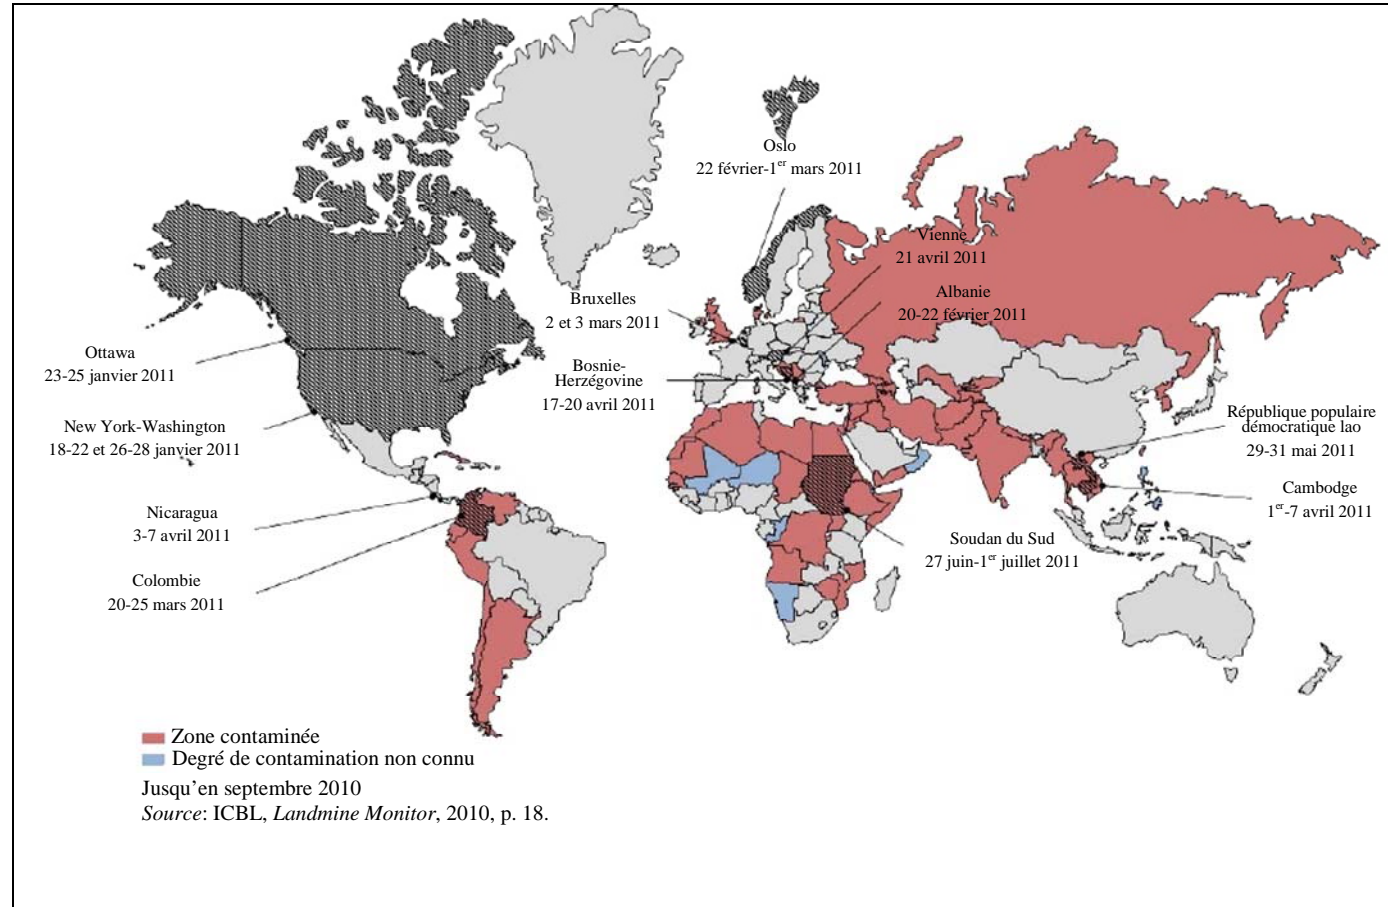 Oslo
22 février-1er mars 2011
Vienne
21 avril 2011
Bruxelles
2 et 3 mars 2011
Albanie
20-22 février 2011
Ottawa
23-25 janvier 2011
Bosnie-
Herzégovine
17-20 avril 2011
New York-Washington
18-22 et 26-28 janvier 2011
République populaire
démocratique lao
29-31 mai 2011
Nicaragua
3-7 avril 2011
Cambodge
1er-7 avril 2011
Soudan du Sud
27 juin-1er juillet 2011
Colombie
20-25 mars 2011
Zone contaminée
Degré de contamination non connu
Jusqu'en septembre 2010
Source: ICBL, Landmine Monitor, 2010, p. 18.